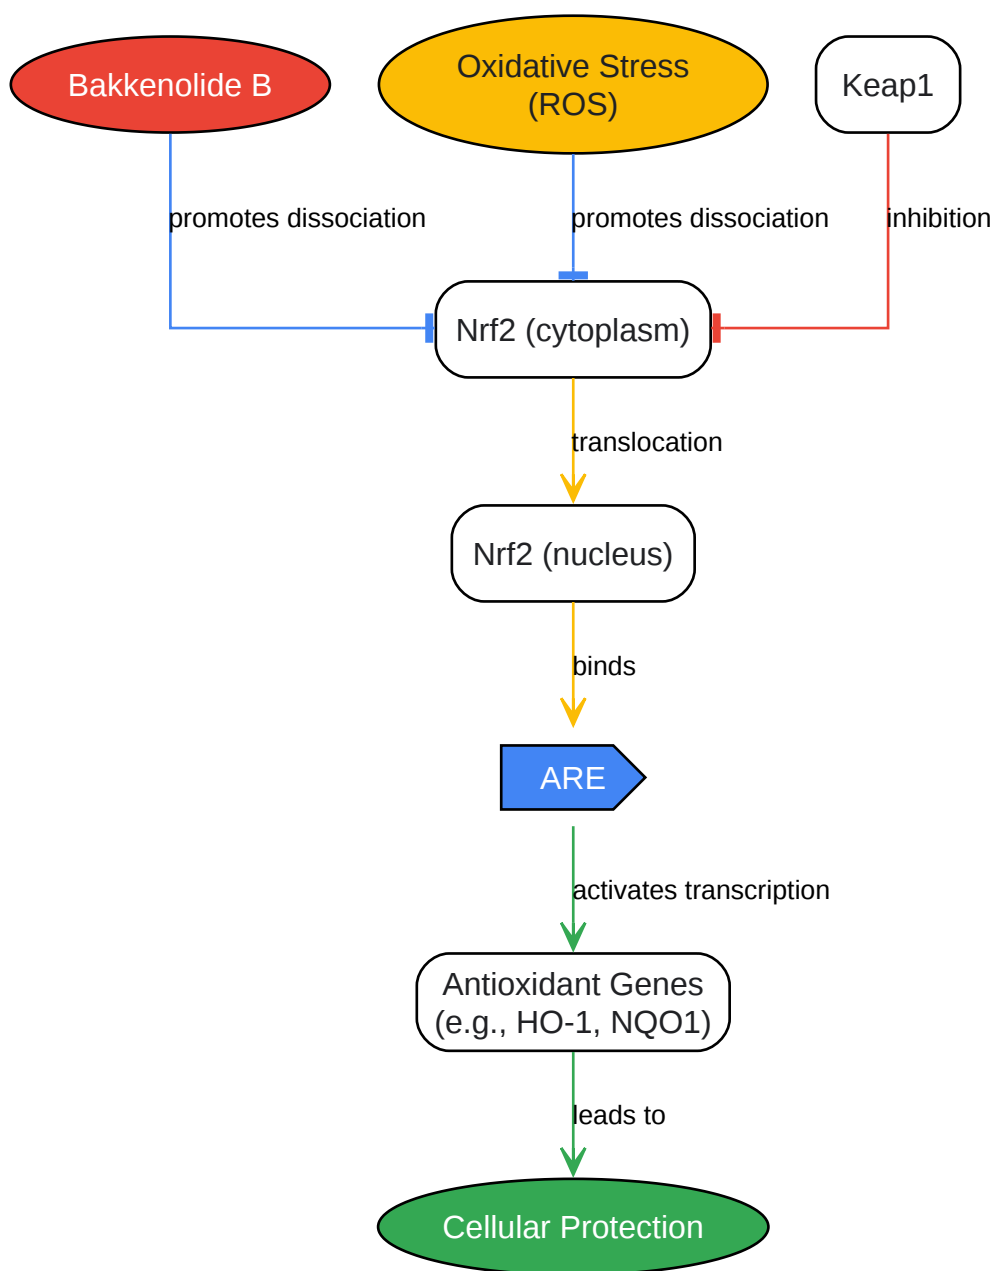 Bakkenolide B
Oxidative Stress
(ROS)
Keap1
promotes dissociation
promotes dissociation
inhibition
Nrf2 (cytoplasm)
translocation
Nrf2 (nucleus)
binds
ARE
activates transcription
Antioxidant Genes
(e.g., HO-1, NQO1)
leads to
Cellular Protection